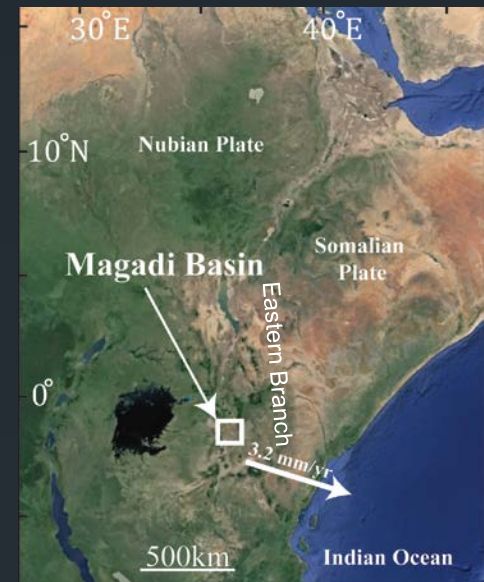 30°E
40°E
10°N
Nubian Plate
Somalian
Plate
Magadi Basin
Eastern Branch
0°
3.2 mm/yr
500km
Indian Ocean